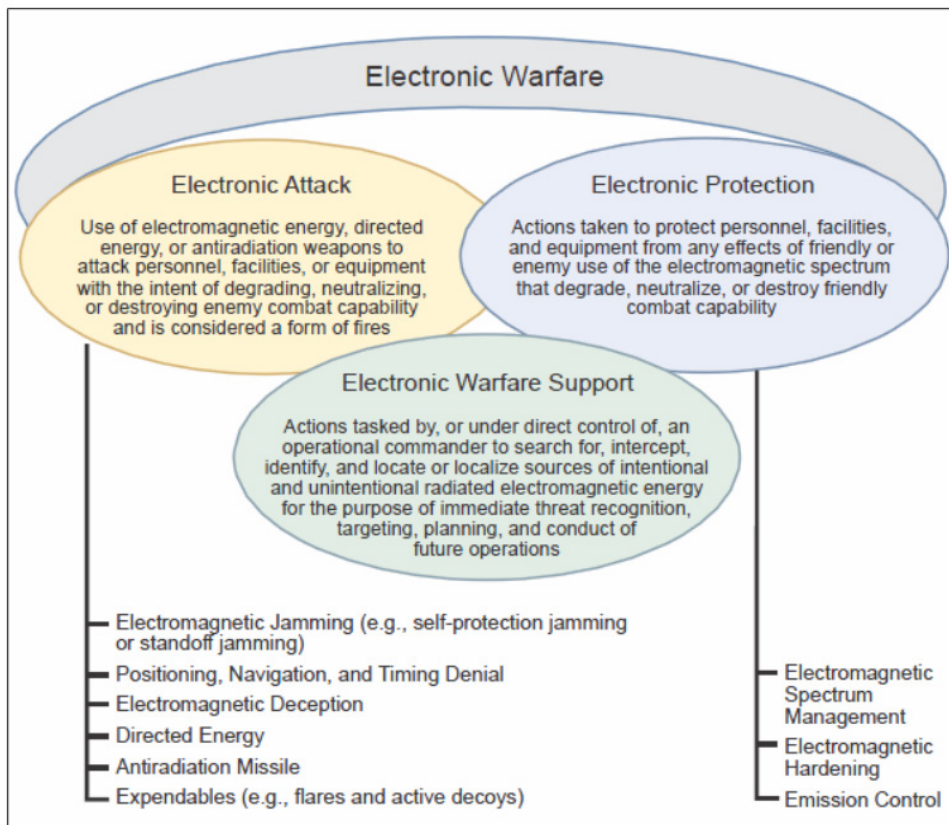 Electronic Warfare
Electronic Attack
Use of electromagnetic energy, directed
energy, or antiradiation weapons to
attack personnel, facilities, or equipment
with the intent of degrading, neutralizing,
or destroying enemy combat capability
and is considered a form of fires
Electronic Protection
Actions taken to protect personnel, facilities,
and equipment from any effects of friendly or
enemy use of the electromagnetic spectrum
that degrade, neutralize, or destroy friendly
combat capability
Electronic Warfare Support
Actions tasked by, or under direct control of, an
operational commander to search for, intercept,
identify, and locate or localize sources of intentional
and unintentional radiated electromagnetic energy
for the purpose of immediate threat recognition,
targeting, planning, and conduct of
future operations
Electromagnetic Jamming (e.g., self-protection jamming
or standoff jamming)
Positioning, Navigation, and Timing Denial
Electromagnetic Deception
Directed Energy
Antiradiation Missile
Expendables (e.g., flares and active decoys)
Electromagnetic
Spectrum
Management
Electromagnetic
Hardening
Emission Control